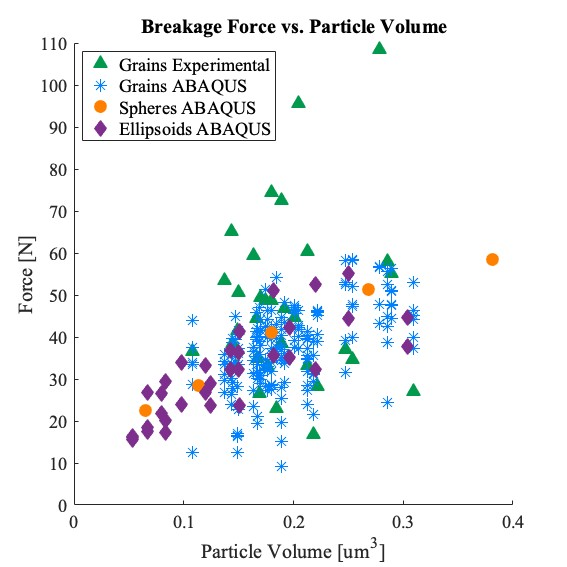 Breakage Force vs. Particle Volume
Grains Experimental
Grains ABAQUS
Spheres ABAQUS
Ellipsoids ABAQUS
110
100
90
80
70
60
50
40
30
20
10
0
Force [N]
0
0.1
0.2
0.3
0.4
Particle Volume [um³]